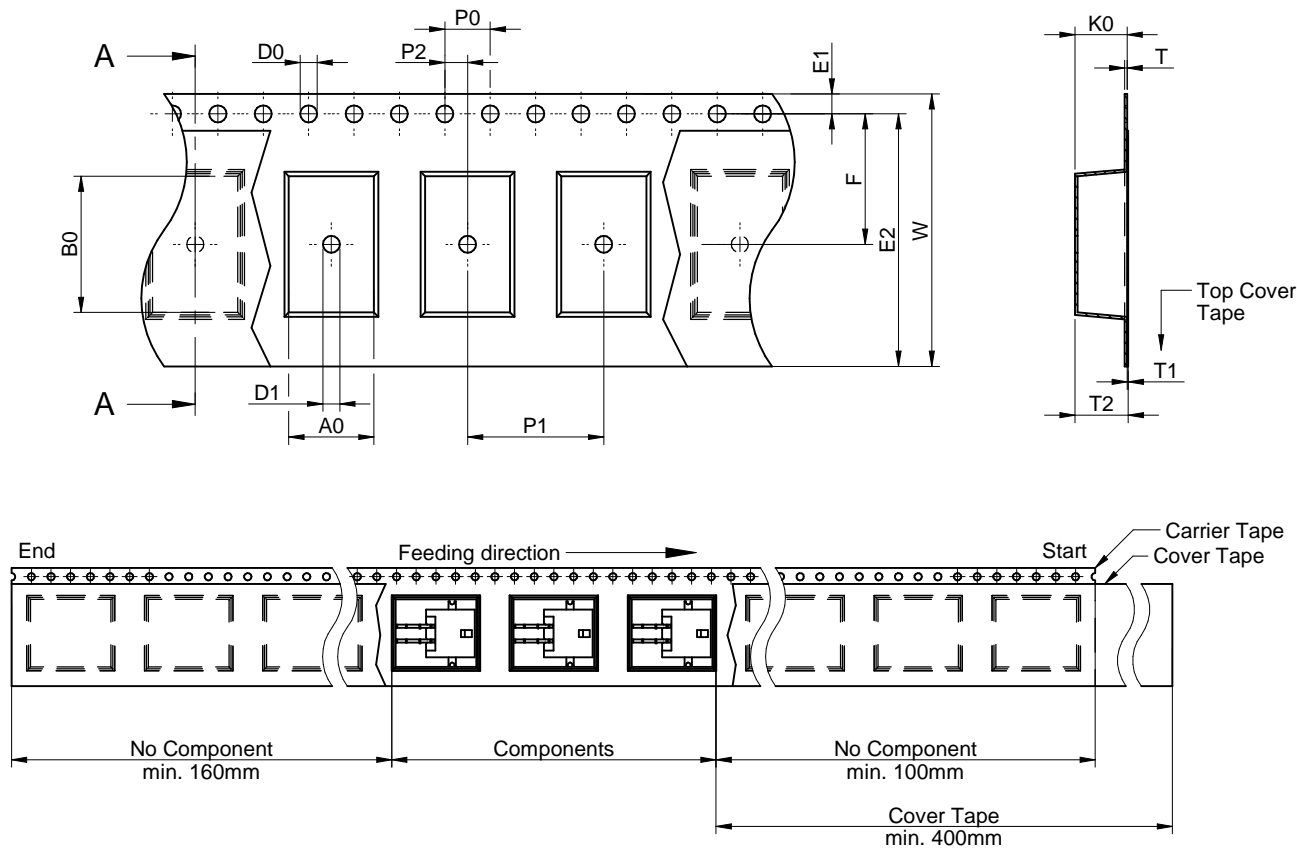 P0
K0
A
D0
P2
E1
T
B0
F
E2
W
Top Cover
Tape
D1
T1
A
T2
A0
P1
Carrier Tape
End
Feeding direction
Start
Cover Tape
No Component
min. 160mm
Components
No Component
min. 100mm
Cover Tape
min. 400mm